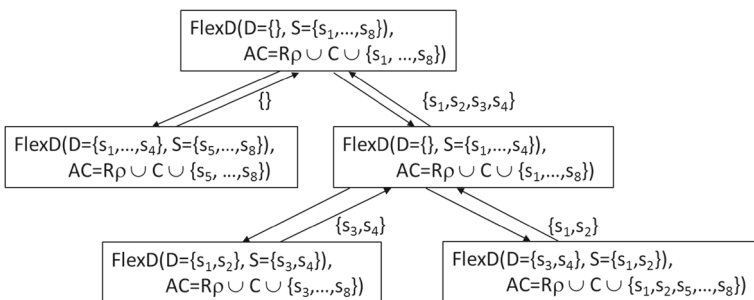 FlexD(D={}, S={s₁,...,s₈}),
AC=Rρ ∪ C ∪ {s₁, ...,s₈})
{}
{s₁,s₂,s₃,s₄}
FlexD(D={s₁,...,s₄}, S={s₅,...,s₈}),
AC=Rρ ∪ C ∪ {s₅, ...,s₈})
FlexD(D={}, S={s₁,...,s₄}),
AC=Rρ ∪ C ∪ {s₁,...,s₈})
{s₃,s₄}
{s₁,s₂}
FlexD(D={s₁,s₂}, S={s₃,s₄}),
AC=Rρ ∪ C ∪ {s₃,...,s₈})
FlexD(D={s₃,s₄}, S={s₁,s₂}),
AC=Rρ ∪ C ∪ {s₁,s₂,s₅,...,s₈})